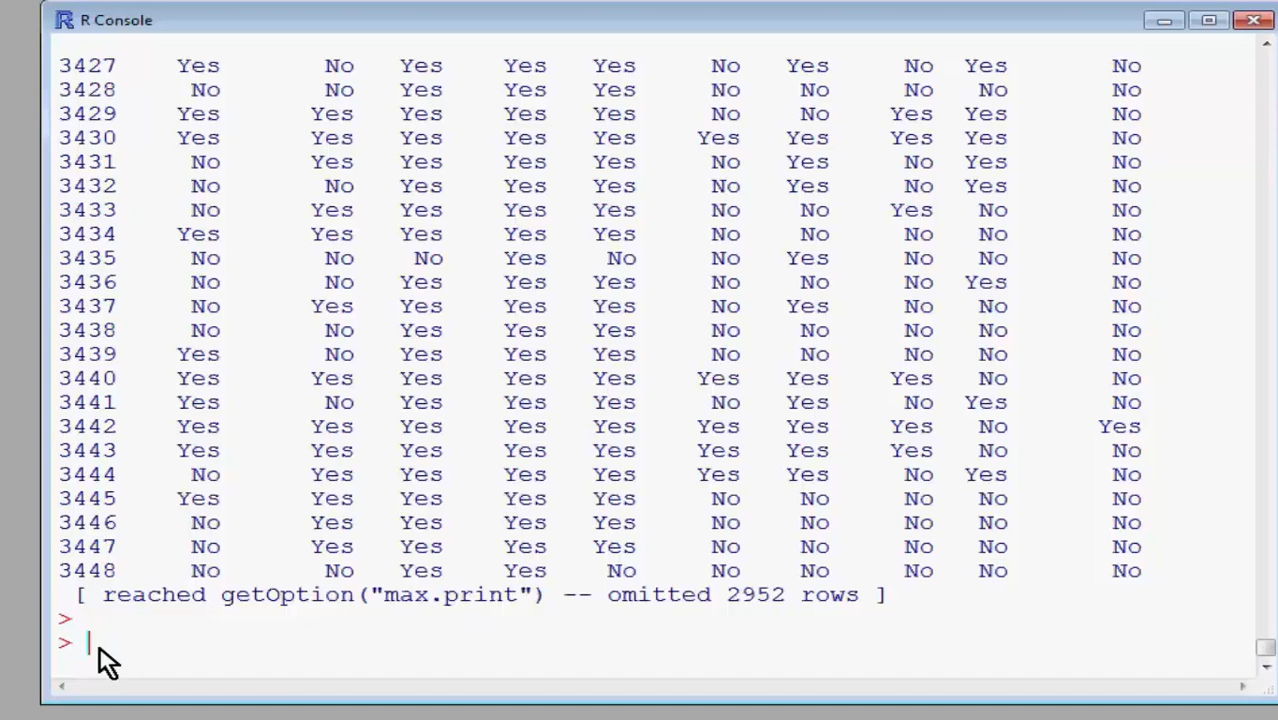 R Console
3427 Yes No Yes Yes Yes No Yes No Yes No
3428 No No Yes Yes Yes No No No No No
3429 Yes Yes Yes Yes Yes No No Yes Yes No
3430 Yes Yes Yes Yes Yes Yes Yes Yes Yes No
3431 No Yes Yes Yes Yes No Yes No Yes No
3432 No No Yes Yes Yes No Yes No Yes No
3433 No Yes Yes Yes Yes No No Yes No No
3434 Yes Yes Yes Yes Yes No No No No No
3435 No No No Yes No No Yes No No No
3436 No No Yes Yes Yes No No No Yes No
3437 No Yes Yes Yes Yes No Yes No No No
3438 No No Yes Yes Yes No No No No No
3439 Yes No Yes Yes Yes No No No No No
3440 Yes Yes Yes Yes Yes Yes Yes Yes No No
3441 Yes No Yes Yes Yes No Yes No Yes No
3442 Yes Yes Yes Yes Yes Yes Yes Yes No Yes
3443 Yes Yes Yes Yes Yes Yes Yes Yes No No
3444 No Yes Yes Yes Yes Yes Yes No Yes No
3445 Yes Yes Yes Yes Yes No No No No No
3446 No Yes Yes Yes Yes No No No No No
3447 No Yes Yes Yes Yes No No No No No
3448 No No Yes Yes No No No No No No
[ reached getOption("max.print") -- omitted 2952 rows ]
>
>